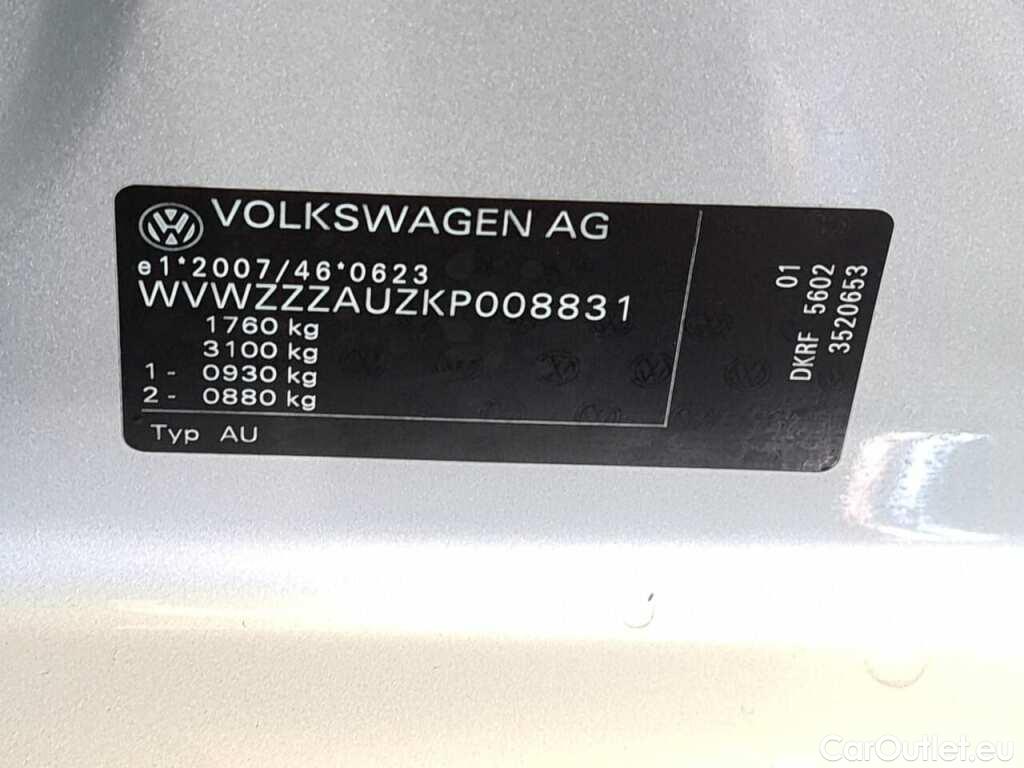 VOLKSWAGEN AG
e1*2007/46*0623
WVWZZZAUZKP008831
1760 kg
3100 kg
1 - 0930 kg
2 - 0880 kg
Typ AU
01
DKRF 5602
3520653
CarOutlet.eu